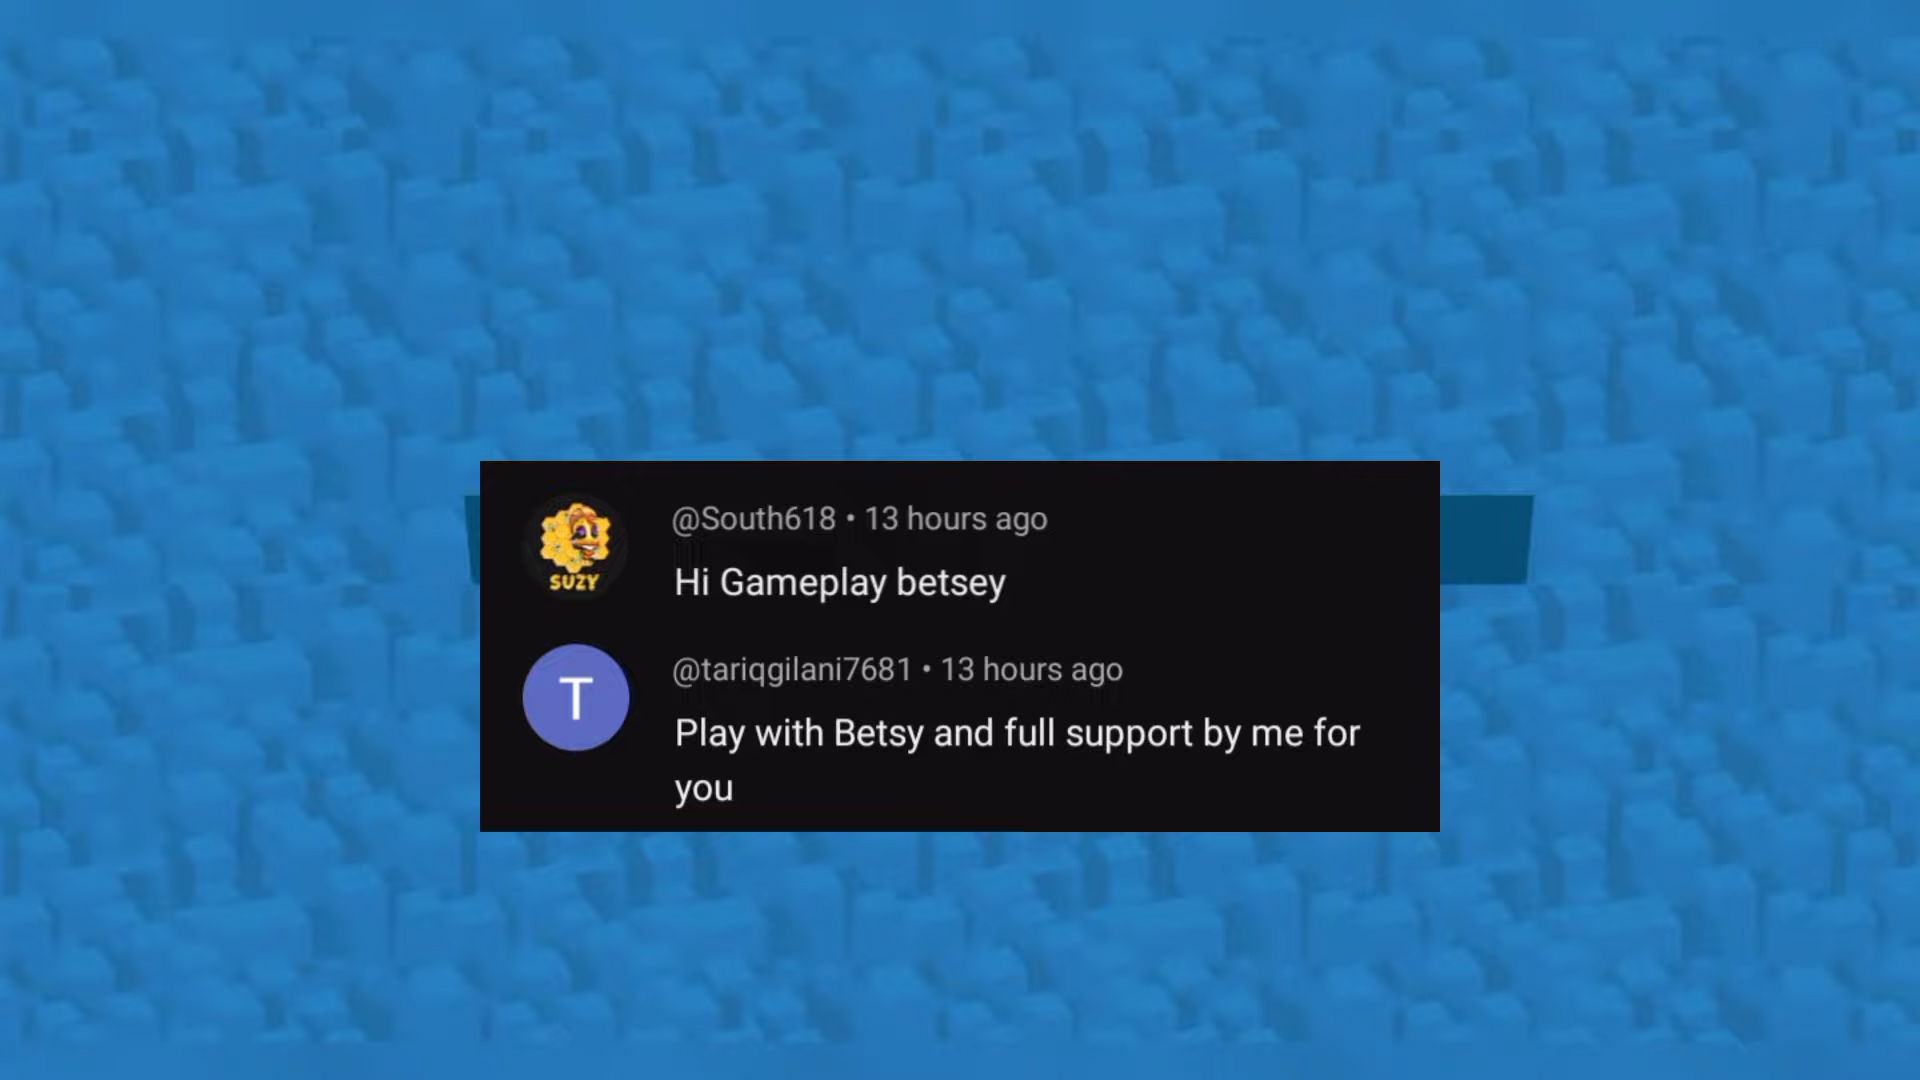 SUZY
@South618 • 13 hours ago
Hi Gameplay betsey
T
@tariqgilani7681 • 13 hours ago
Play with Betsy and full support by me for
you